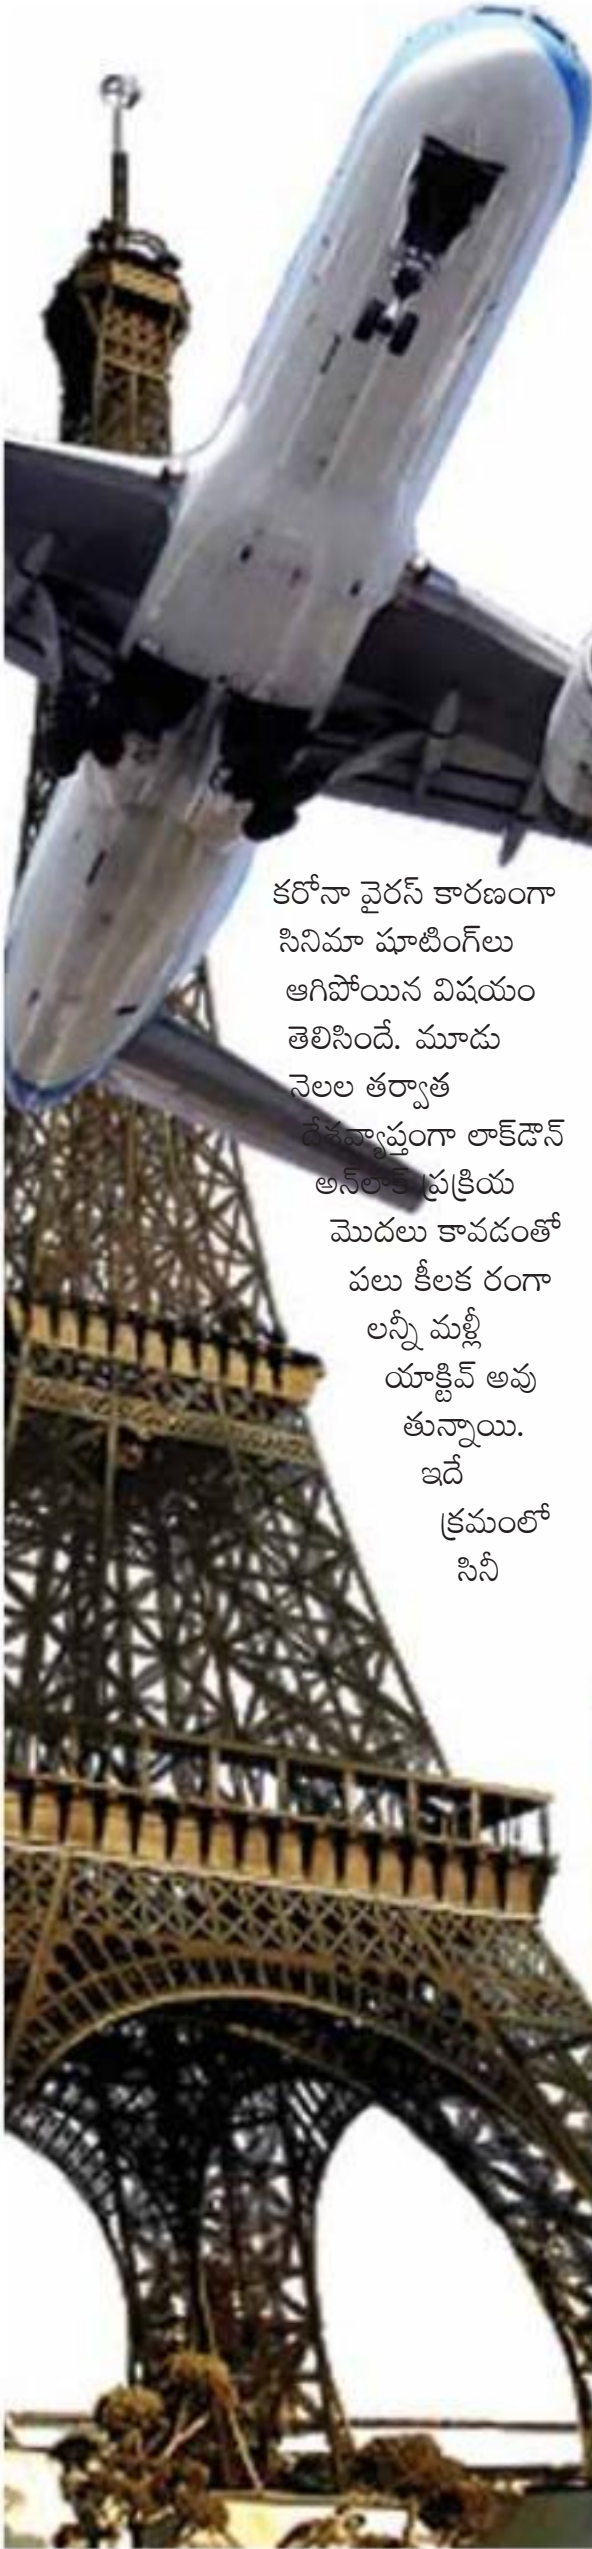 కరోనా వైరస్ కారణంగా
సినిమా షూటింగ్‌లు
ఆగిపోయిన విషయం
తెలిసిందే. మూడు
నెలల తర్వాత
దేశవ్యాప్తంగా లాక్‌డౌన్
అన్‌లాక్ ప్రక్రియ
మొదలు కావడంతో
పలు కీలక రంగా
లన్నీ మళ్లీ
యాక్టివ్ అవు
తున్నాయి.
ఇదే
క్రమంలో
సినీ